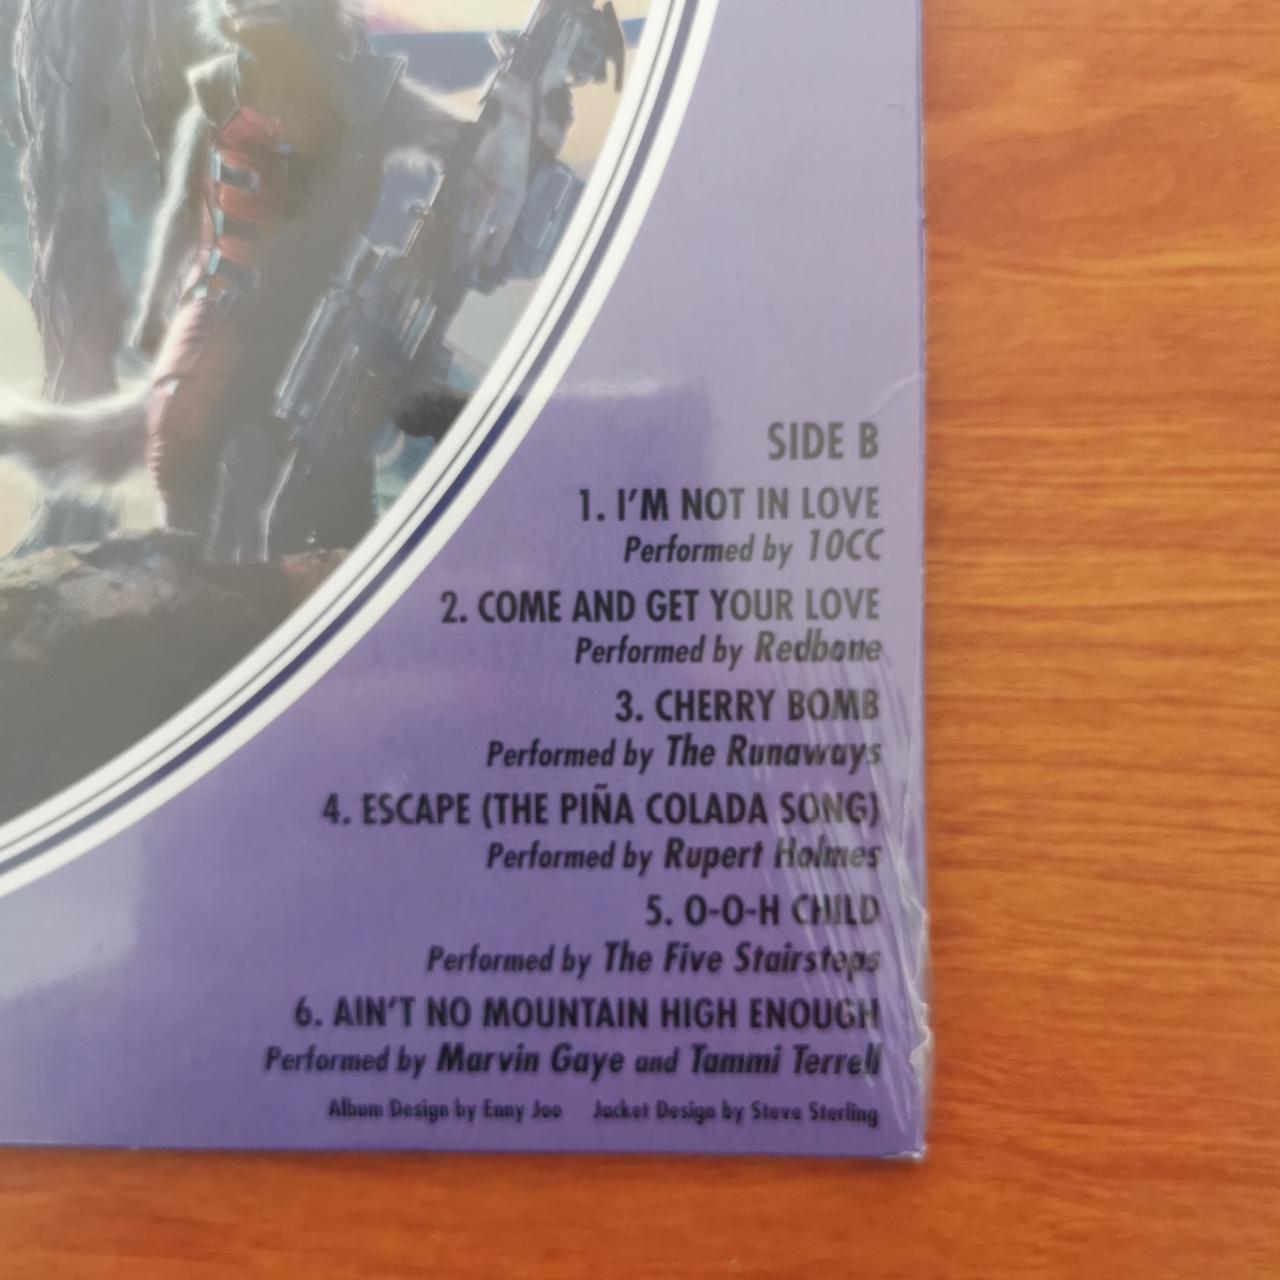 SIDE B
1. I'M NOT IN LOVE
Performed by 10CC
2. COME AND GET YOUR LOVE
Performed by Redbone
3. CHERRY BOMB
Performed by The Runaways
4. ESCAPE (THE PIÑA COLADA SONG)
Performed by Rupert Holmes
5. O-O-H CHILD
Performed by The Five Stairsteps
6. AIN'T NO MOUNTAIN HIGH ENOUGH
Performed by Marvin Gaye and Tammi Terrell
Album Design by Enny Joo Jacket Design by Steve Sterling